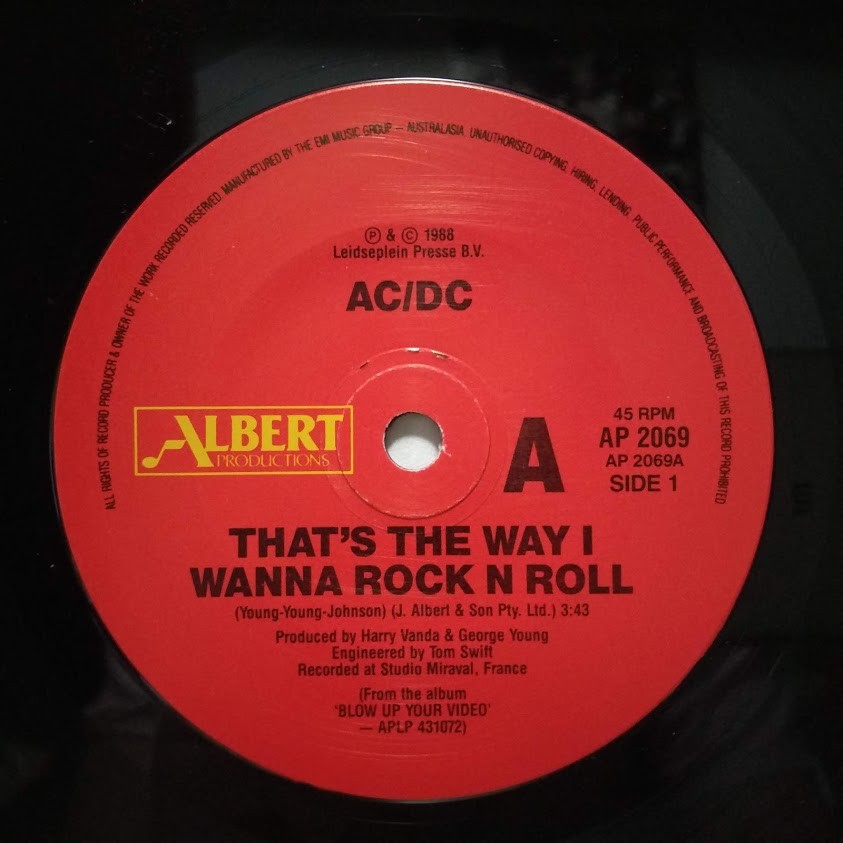 ALL RIGHTS OF RECORD PRODUCER & OWNER OF THE WORK RECORDED RESERVED. MANUFACTURED BY THE EMI MUSIC GROUP — AUSTRALASIA. UNAUTHORISED COPYING, HIRING, LENDING, PUBLIC PERFORMANCE AND BROADCASTING OF THIS RECORD PROHIBITED
Ⓟ & © 1988
Leidseplein Presse B.V.
AC/DC
ALBERT
PRODUCTIONS
A
45 RPM
AP 2069
AP 2069A
SIDE 1
THAT'S THE WAY I
WANNA ROCK N ROLL
(Young-Young-Johnson) (J. Albert & Son Pty. Ltd.) 3:43
Produced by Harry Vanda & George Young
Engineered by Tom Swift
Recorded at Studio Miraval, France
(From the album
'BLOW UP YOUR VIDEO'
— APLP 431072)